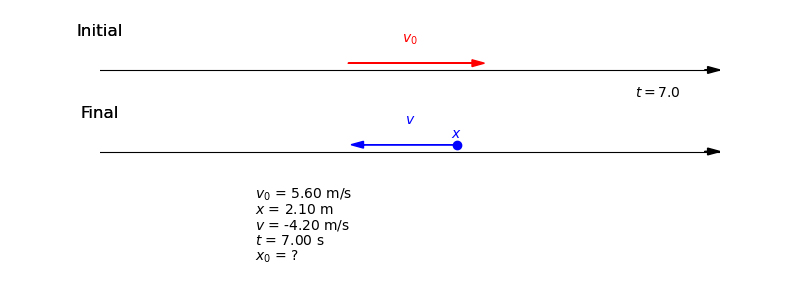 Initial
v₀
t = 7.0
Final
v
x
v₀ = 5.60 m/s
x = 2.10 m
v = -4.20 m/s
t = 7.00 s
x₀ = ?